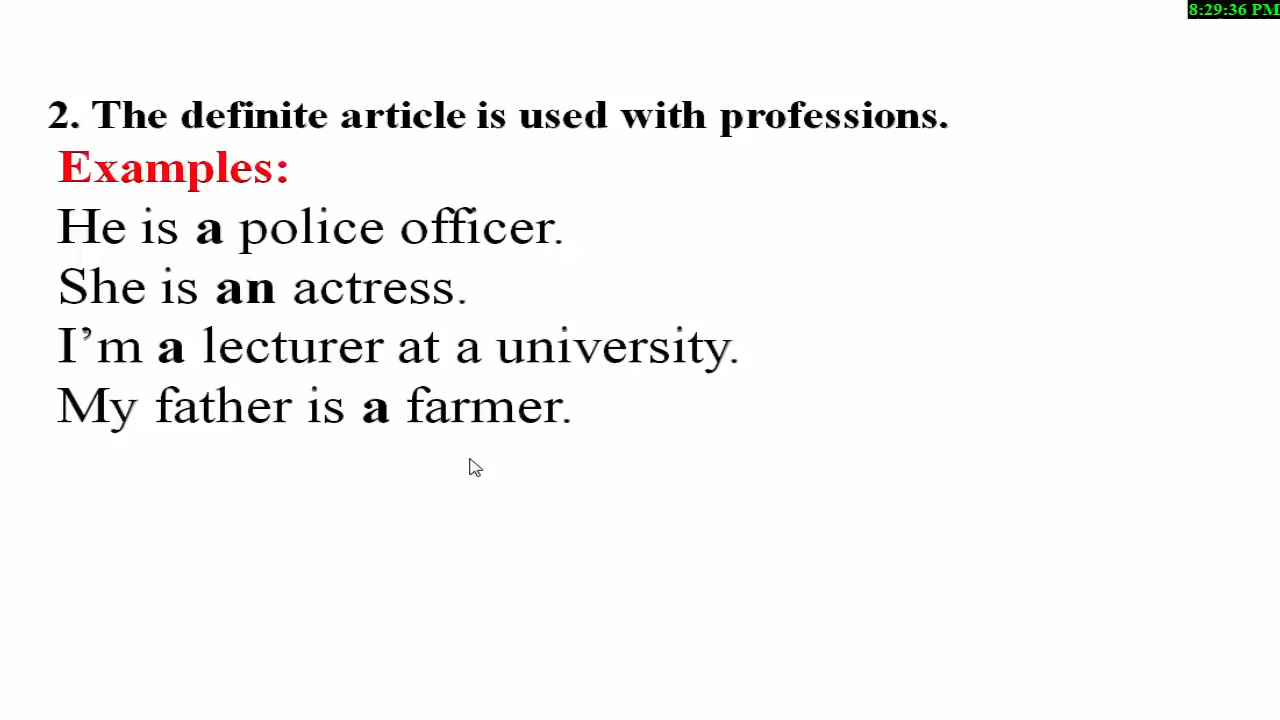 8:29:36 PM
2. The definite article is used with professions.
Examples:
He is a police officer.
She is an actress.
I’m a lecturer at a university.
My father is a farmer.